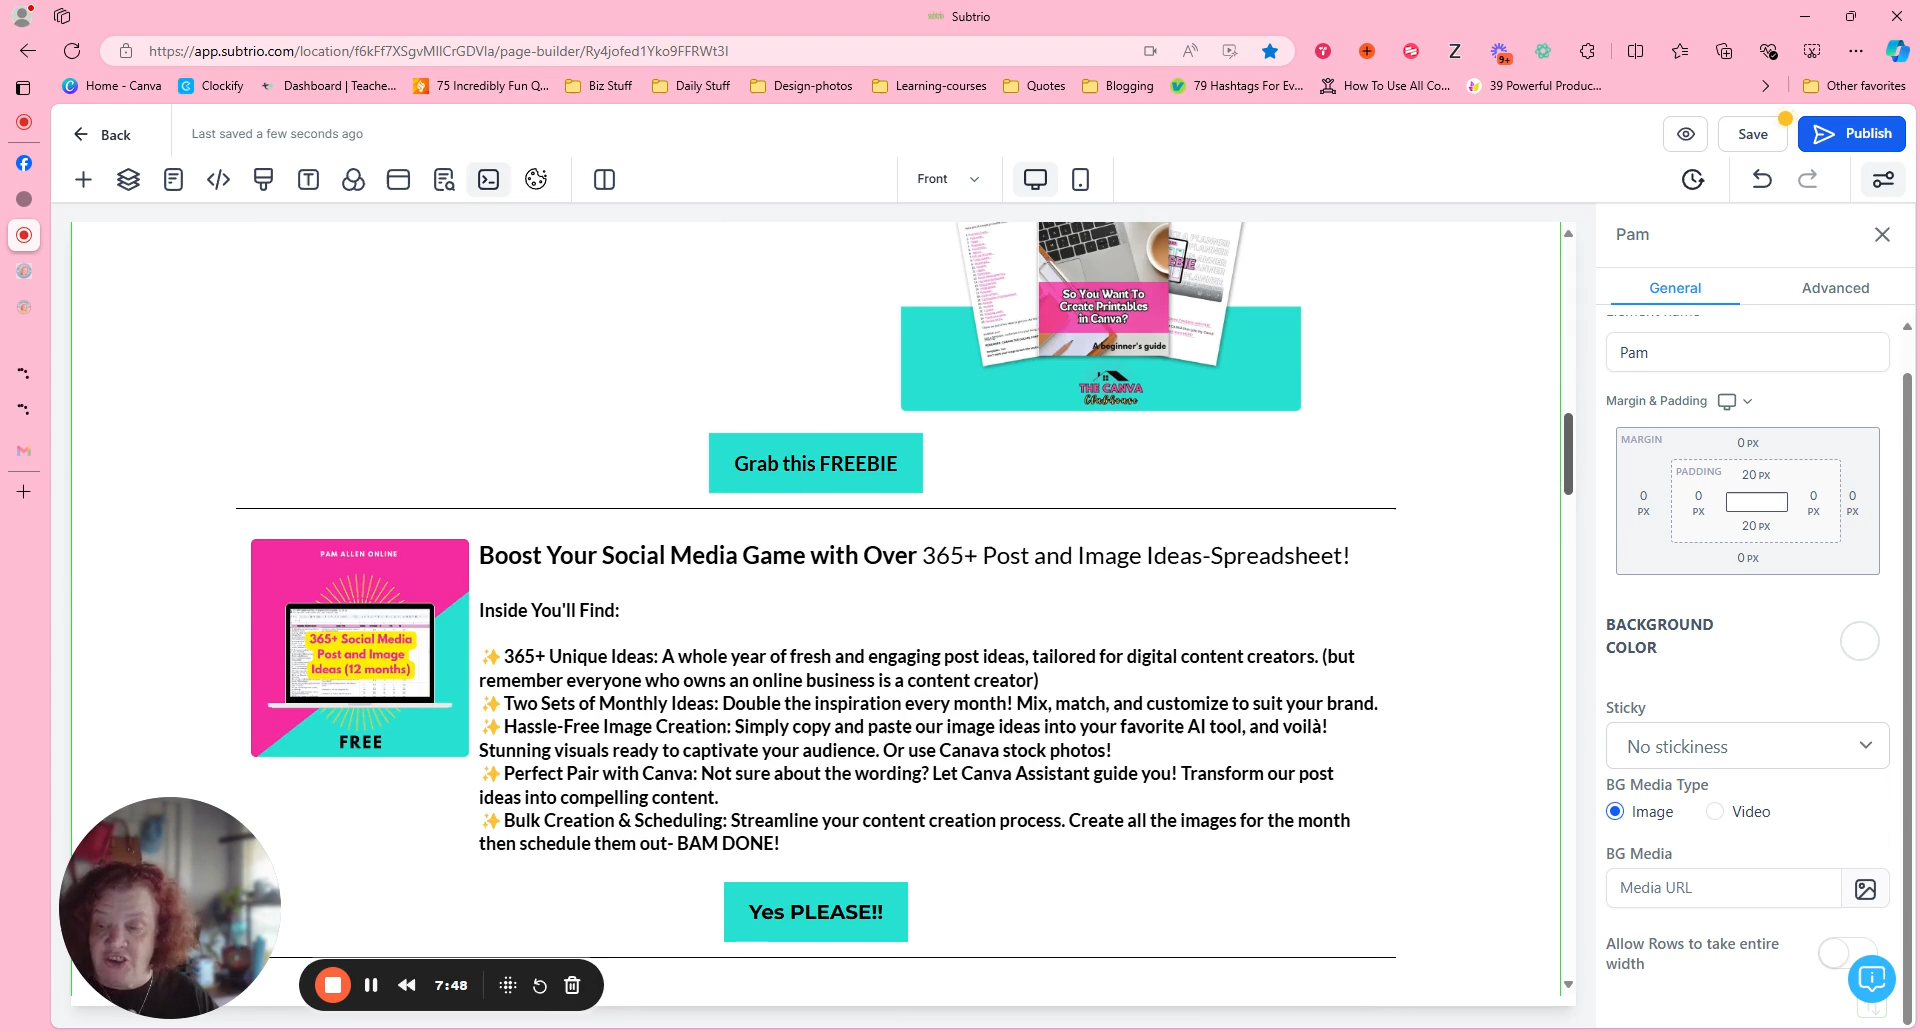 Subtrio
https://app.subtrio.com/location/f6kFf7XSgvMIlCrGDVla/page-builder/Ry4jofed1Yko9FFRWt3I
9+
Home - Canva
Clockify
Dashboard | Teache...
75 Incredibly Fun Q...
Biz Stuff
Daily Stuff
Design-photos
Learning-courses
Quotes
Blogging
79 Hashtags For Ev...
How To Use All Co...
39 Powerful Produc...
Other favorites
Back
Last saved a few seconds ago
Save
Publish
Front
So You Want To
Create Printables
in Canva?
A beginner's guide
THE CANVA
Clubhouse
Grab this FREEBIE
PAM ALLEN ONLINE
365+ Social Media
Post and Image
Ideas (12 months)
FREE
Boost Your Social Media Game with Over 365+ Post and Image Ideas-Spreadsheet!
Inside You'll Find:
✨365+ Unique Ideas: A whole year of fresh and engaging post ideas, tailored for digital content creators. (but
remember everyone who owns an online business is a content creator)
✨Two Sets of Monthly Ideas: Double the inspiration every month! Mix, match, and customize to suit your brand.
✨Hassle-Free Image Creation: Simply copy and paste our image ideas into your favorite AI tool, and voilà!
Stunning visuals ready to captivate your audience. Or use Canava stock photos!
✨Perfect Pair with Canva: Not sure about the wording? Let Canva Assistant guide you! Transform our post
ideas into compelling content.
✨Bulk Creation & Scheduling: Streamline your content creation process. Create all the images for the month
then schedule them out- BAM DONE!
Yes PLEASE!!
7:48
Pam
General
Advanced
Element name
Pam
Margin & Padding
MARGIN
0 PX
PADDING
20 PX
0 PX
0 PX
0 PX
0 PX
20 PX
0 PX
BACKGROUND
COLOR
Sticky
No stickiness
BG Media Type
Image
Video
BG Media
Media URL
Allow Rows to take entire
width